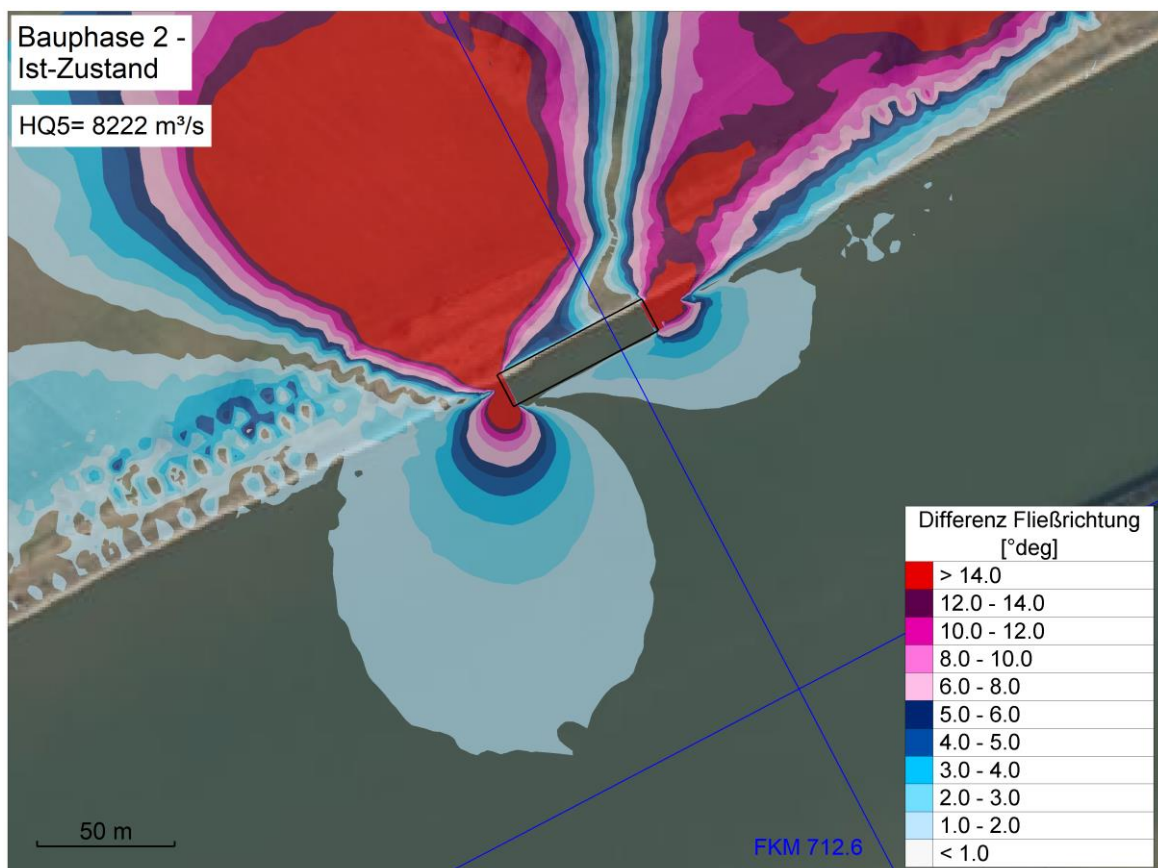 Bauphase 2 -
Ist-Zustand
HQ5= 8222 m³/s
Differenz Fließrichtung
[°deg]
> 14.0
12.0 - 14.0
10.0 - 12.0
8.0 - 10.0
6.0 - 8.0
5.0 - 6.0
4.0 - 5.0
3.0 - 4.0
2.0 - 3.0
1.0 - 2.0
< 1.0
50 m
FKM 712.6